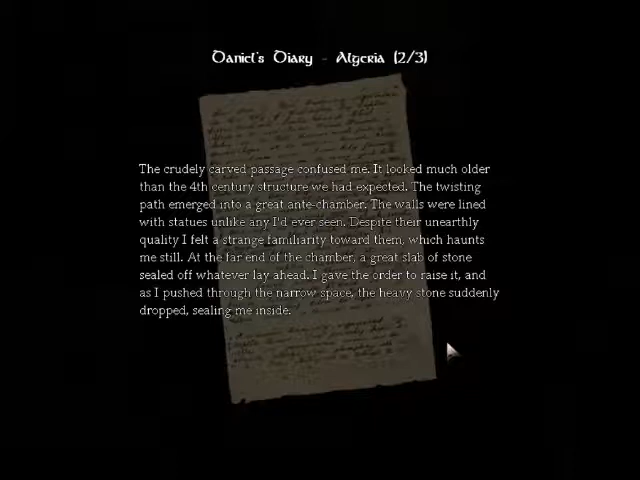 Daniel's Diary - Algeria (2/3)
The crudely carved passage confused me. It looked much older
than the 4th century structure we had expected. The twisting
path emerged into a great ante-chamber. The walls were lined
with statues unlike any I'd ever seen. Despite their unearthly
quality I felt a strange familiarity toward them, which haunts
me still. At the far end of the chamber, a great slab of stone
sealed off whatever lay ahead. I gave the order to raise it, and
as I pushed through the narrow space, the heavy stone suddenly
dropped, sealing me inside.